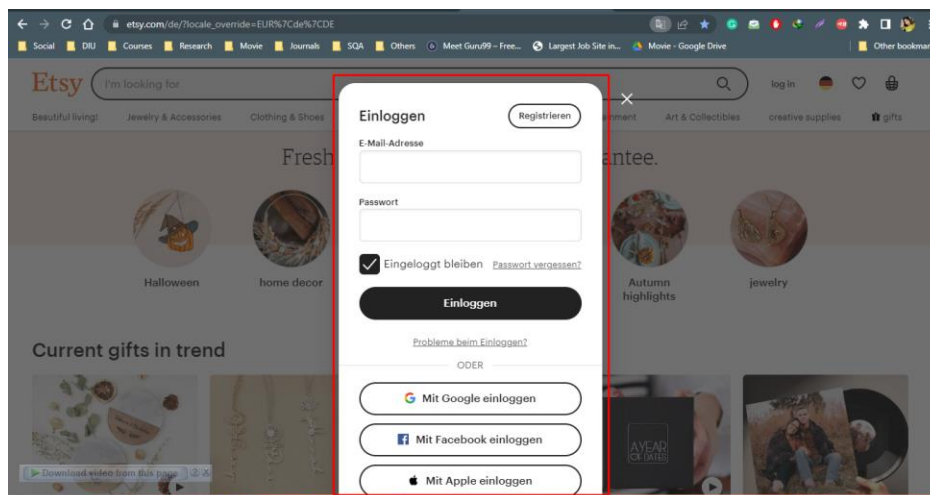 etsy.com/de/?locale_override=EUR%7Cde%7CDE
Social DIU Courses Research Movie Journals SQA Others Meet Guru99 – Free... Largest Job Site in... Movie - Google Drive Other bookmar
Etsy I'm looking for log in
Beautiful living! Jewelry & Accessories Clothing & Shoes Art & Collectibles creative supplies gifts
Fresh antee.
Einloggen Registrieren
E-Mail-Adresse
Passwort
Eingeloggt bleiben Passwort vergessen?
Einloggen
Probleme beim Einloggen?
ODER
Mit Google einloggen
Mit Facebook einloggen
Mit Apple einloggen
Halloween home decor Autumn highlights jewelry
Current gifts in trend
A YEAR
OF DATES
Download video from this page